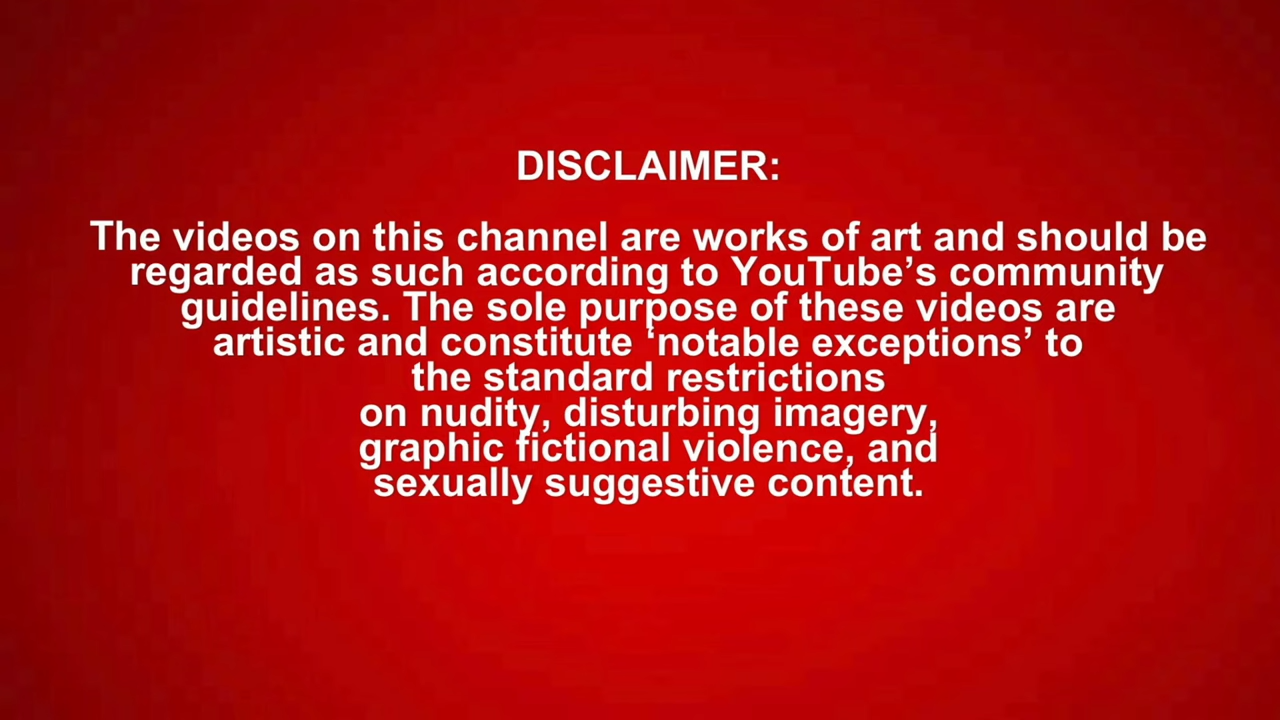 DISCLAIMER:
The videos on this channel are works of art and should be
regarded as such according to YouTube’s community
guidelines. The sole purpose of these videos are
artistic and constitute ‘notable exceptions’ to
the standard restrictions
on nudity, disturbing imagery,
graphic fictional violence, and
sexually suggestive content.